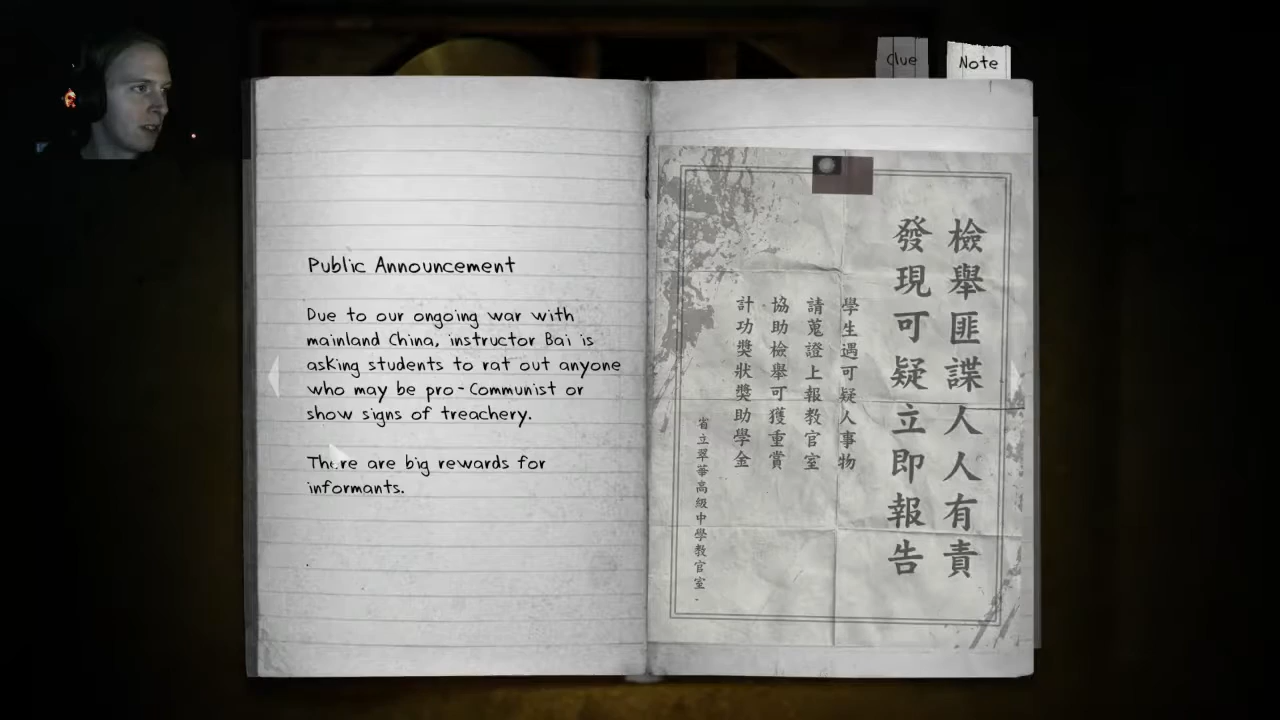 Clue
Note
Public Announcement
Due to our ongoing war with
mainland China, instructor Bai is
asking students to rat out anyone
who may be pro-Communist or
show signs of treachery.
There are big rewards for
informants.
檢舉匪諜人人有責
發現可疑立即報告
學生遇可疑人事物
請蒐證上報教官室
協助檢舉可獲重賞
計功獎狀獎助學金
省立翠華高級中學教官室